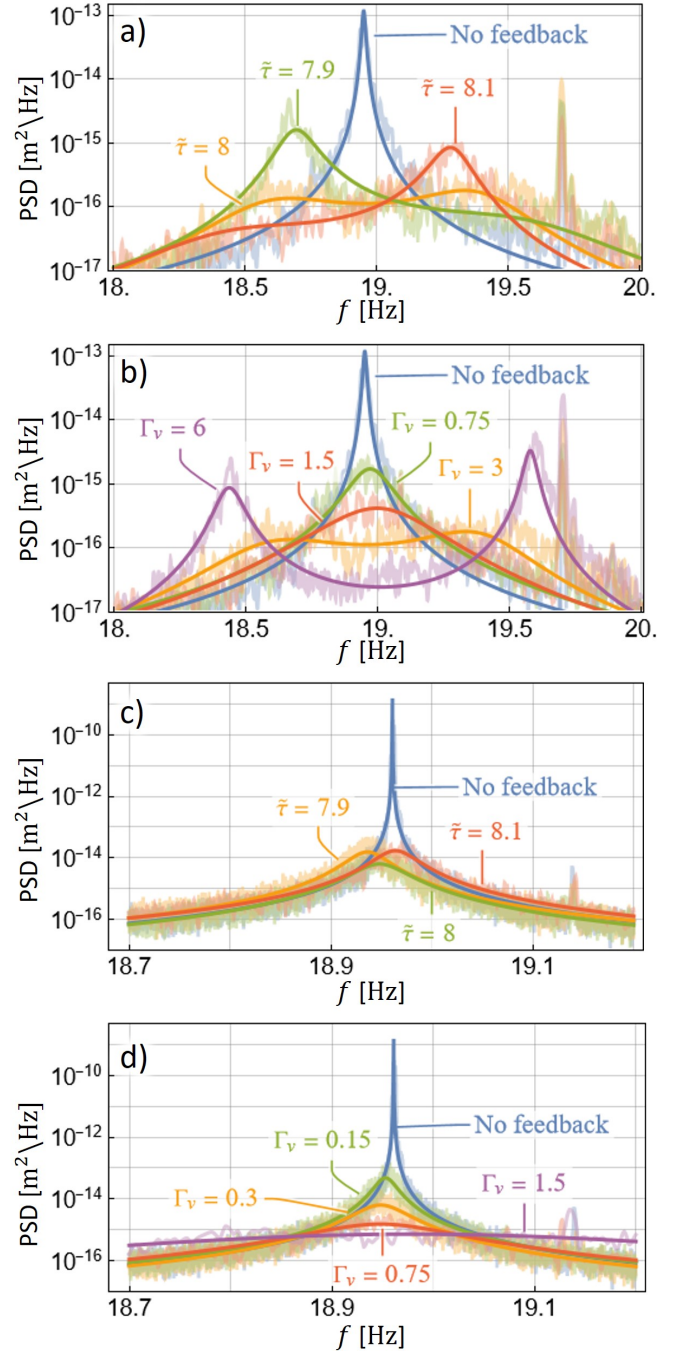 a)
PSD [m²\Hz]
10⁻¹³
10⁻¹⁴
10⁻¹⁵
10⁻¹⁶
10⁻¹⁷
No feedback
τ̃ = 7.9
τ̃ = 8.1
τ̃ = 8
18. 18.5 19. 19.5 20.
f [Hz]
b)
PSD [m²\Hz]
10⁻¹³
10⁻¹⁴
10⁻¹⁵
10⁻¹⁶
10⁻¹⁷
No feedback
Γᵥ = 6
Γᵥ = 0.75
Γᵥ = 1.5
Γᵥ = 3
18. 18.5 19. 19.5 20.
f [Hz]
c)
PSD [m²\Hz]
10⁻¹⁰
10⁻¹²
10⁻¹⁴
10⁻¹⁶
No feedback
τ̃ = 7.9
τ̃ = 8.1
τ̃ = 8
18.7 18.9 19.1
f [Hz]
d)
PSD [m²\Hz]
10⁻¹⁰
10⁻¹²
10⁻¹⁴
10⁻¹⁶
No feedback
Γᵥ = 0.15
Γᵥ = 1.5
Γᵥ = 0.3
Γᵥ = 0.75
18.7 18.9 19.1
f [Hz]